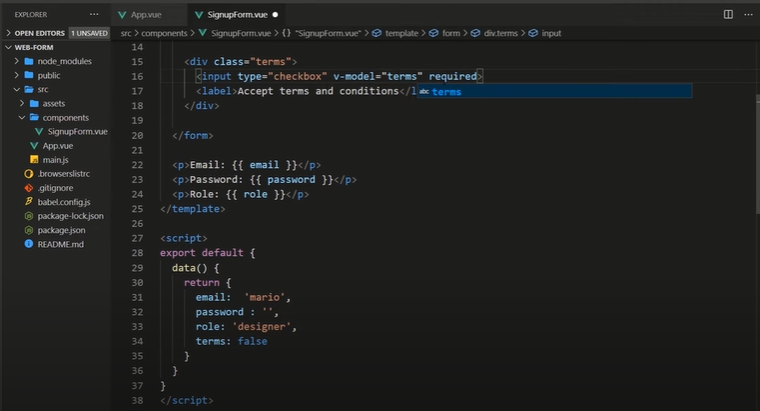 EXPLORER
···
App.vue
SignupForm.vue
···
OPEN EDITORS 1 UNSAVED
src > components > SignupForm.vue > {} "SignupForm.vue" > template > form > div.terms > input
WEB-FORM
node_modules
public
src
assets
components
SignupForm.vue
App.vue
main.js
.browserslistrc
.gitignore
babel.config.js
package-lock.json
package.json
README.md
14
15 <div class="terms">
16 <input type="checkbox" v-model="terms" required>
17 <label>Accept terms and conditions</l
abc terms
18 </div>
19
20 </form>
21
22 <p>Email: {{ email }}</p>
23 <p>Password: {{ password }}</p>
24 <p>Role: {{ role }}</p>
25 </template>
26
27 <script>
28 export default {
29 data() {
30 return {
31 email: 'mario',
32 password : '',
33 role: 'designer',
34 terms: false
35 }
36 }
37 }
38 </script>